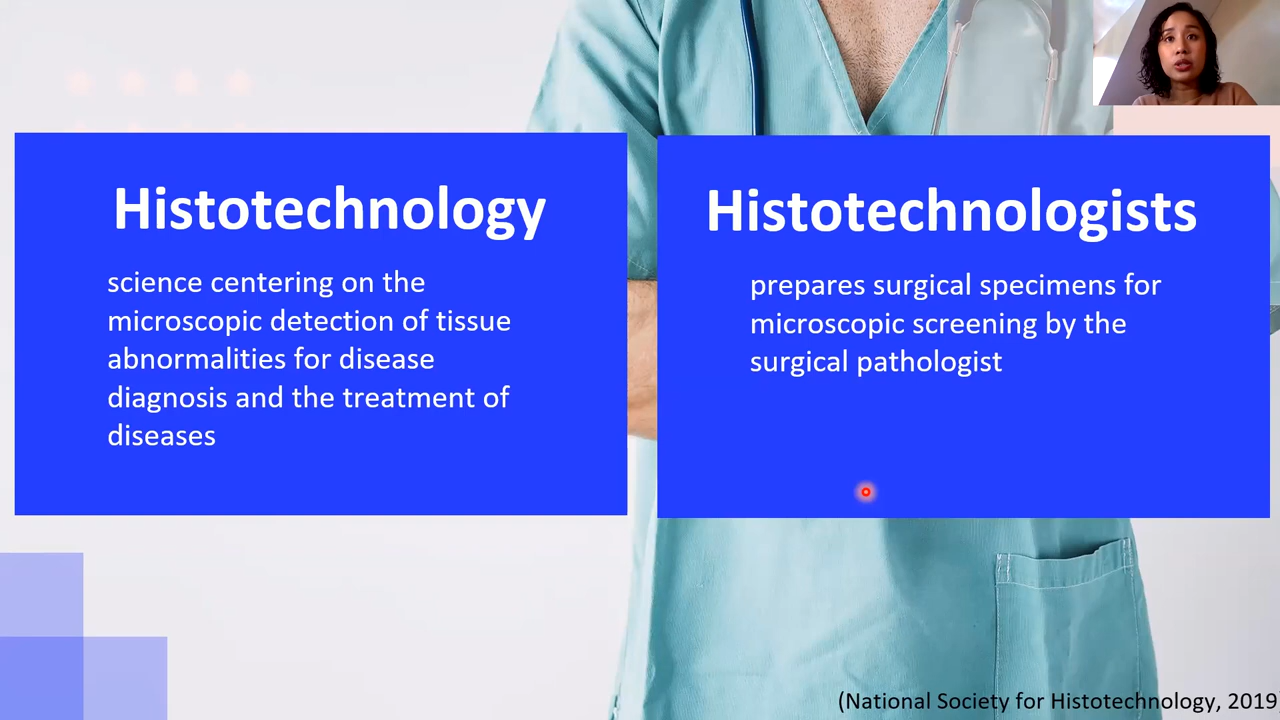 Histotechnology
science centering on the
microscopic detection of tissue
abnormalities for disease
diagnosis and the treatment of
diseases
Histotechnologists
prepares surgical specimens for
microscopic screening by the
surgical pathologist
(National Society for Histotechnology, 2019